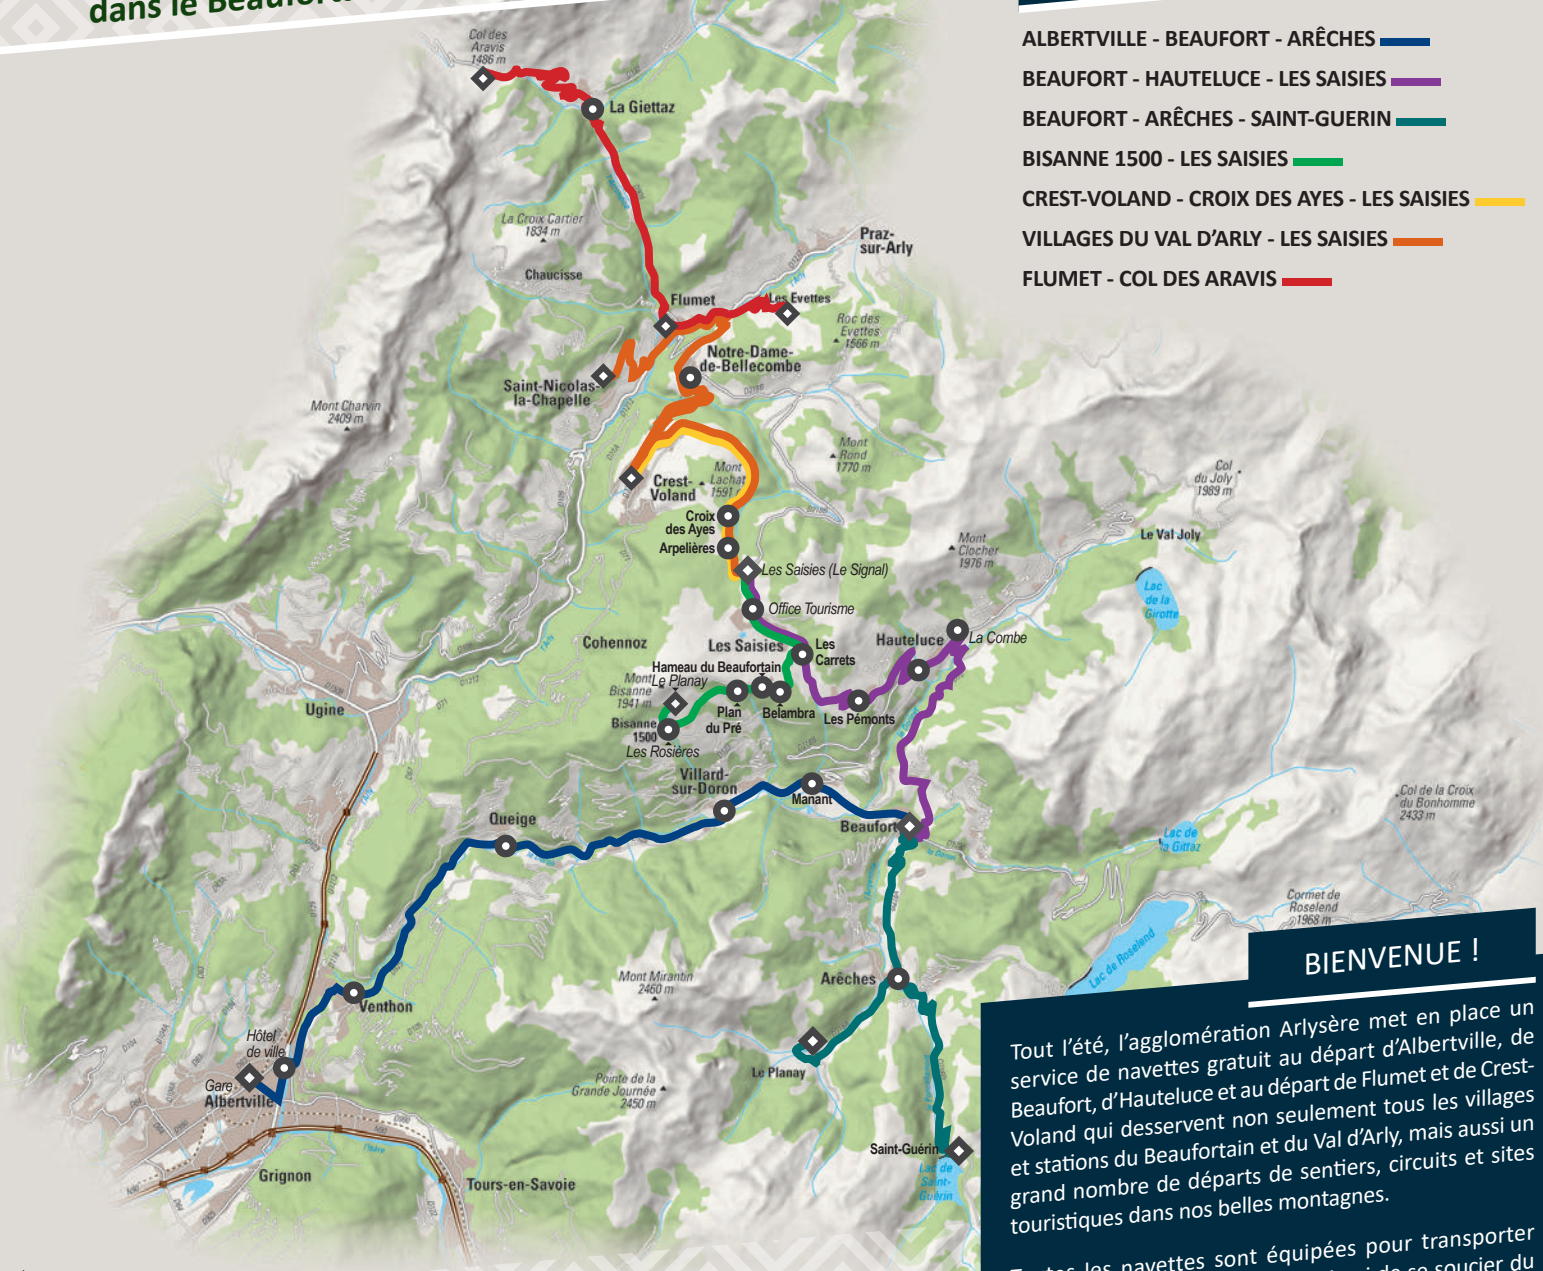 dans le Beaufort
ALBERTVILLE - BEAUFORT - ARÊCHES
BEAUFORT - HAUTELUCE - LES SAISIES
BEAUFORT - ARÊCHES - SAINT-GUERIN
BISANNE 1500 - LES SAISIES
CREST-VOLAND - CROIX DES AYES - LES SAISIES
VILLAGES DU VAL D’ARLY - LES SAISIES
FLUMET - COL DES ARAVIS
Col des
Aravis
1486 m
La Giettaz
La Croix Cartier
1834 m
Chaucisse
Praz-
sur-Arly
Flumet
Les Evettes
Roc des
Evettes
1566 m
Notre-Dame-
de-Bellecombe
Saint-Nicolas-
la-Chapelle
Mont Charvin
2409 m
Mont
Rond
1770 m
Crest-
Voland
Mont
Lachat
1591
Col
du Joly
1989 m
Croix
des Ayes
Arpelières
Mont
Clocher
1976 m
Le Val Joly
Les Saisies (Le Signal)
Lac
de la
Girotte
Office Tourisme
Cohennoz
Les Saisies
Les
Carrets
Hauteluce
La Combe
Hameau du Beaufortain
Mont
Bisanne
1941 m
Le Planay
Plan
du Pré
Belambra
Les Pémonts
Bisanne
1500
Les Rosières
Ugine
Villard-
sur-Doron
Manant
Queige
Beaufort
Col de la Croix
du Bonhomme
2433 m
Lac de
la Gittaz
Cormet de
Roselend
1968 m
Lac de Roselend
Mont Mirantin
2460 m
Arêches
Venthon
Hôtel
de ville
Gare
Albertville
Pointe de la
Grande Journée
2450 m
Le Planay
Saint-Guérin
Lac de
Saint-
Guérin
Grignon
Tours-en-Savoie
BIENVENUE !
Tout l’été, l’agglomération Arlysère met en place un
service de navettes gratuit au départ d’Albertville, de
Beaufort, d’Hauteluce et au départ de Flumet et de Crest-
Voland qui desservent non seulement tous les villages
et stations du Beaufortain et du Val d’Arly, mais aussi un
grand nombre de départs de sentiers, circuits et sites
touristiques dans nos belles montagnes.
les navettes sont équipées pour transporter
de se soucier du